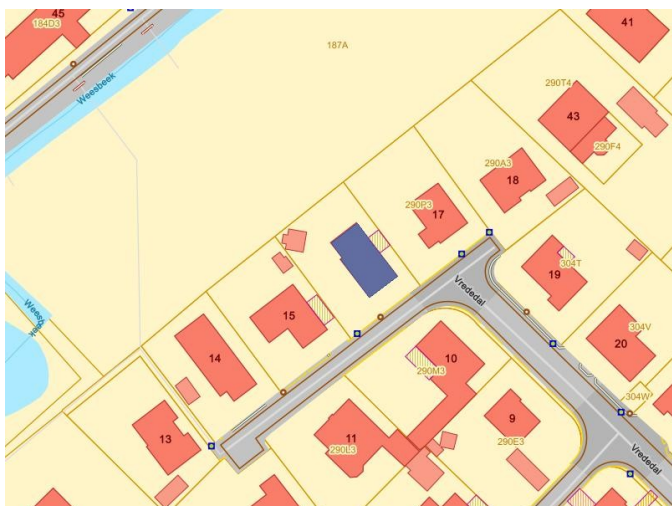 45
184D3
41
187A
Weesbeek
290T4
43
290F4
290A3
18
290P3
17
Vrededal
19
304T
15
Weesbeek
14
10
290M3
20
304V
304W
13
11
290L3
9
290E3
Vrededal